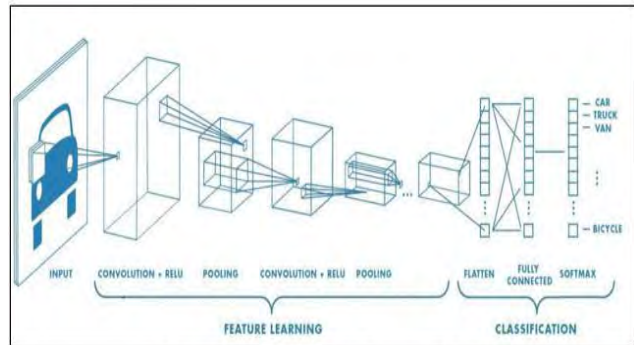 CAR
TRUCK
VAN
BICYCLE
INPUT
CONVOLUTION + RELU
POOLING
CONVOLUTION + RELU
POOLING
FLATTEN
FULLY
CONNECTED
SOFTMAX
FEATURE LEARNING
CLASSIFICATION